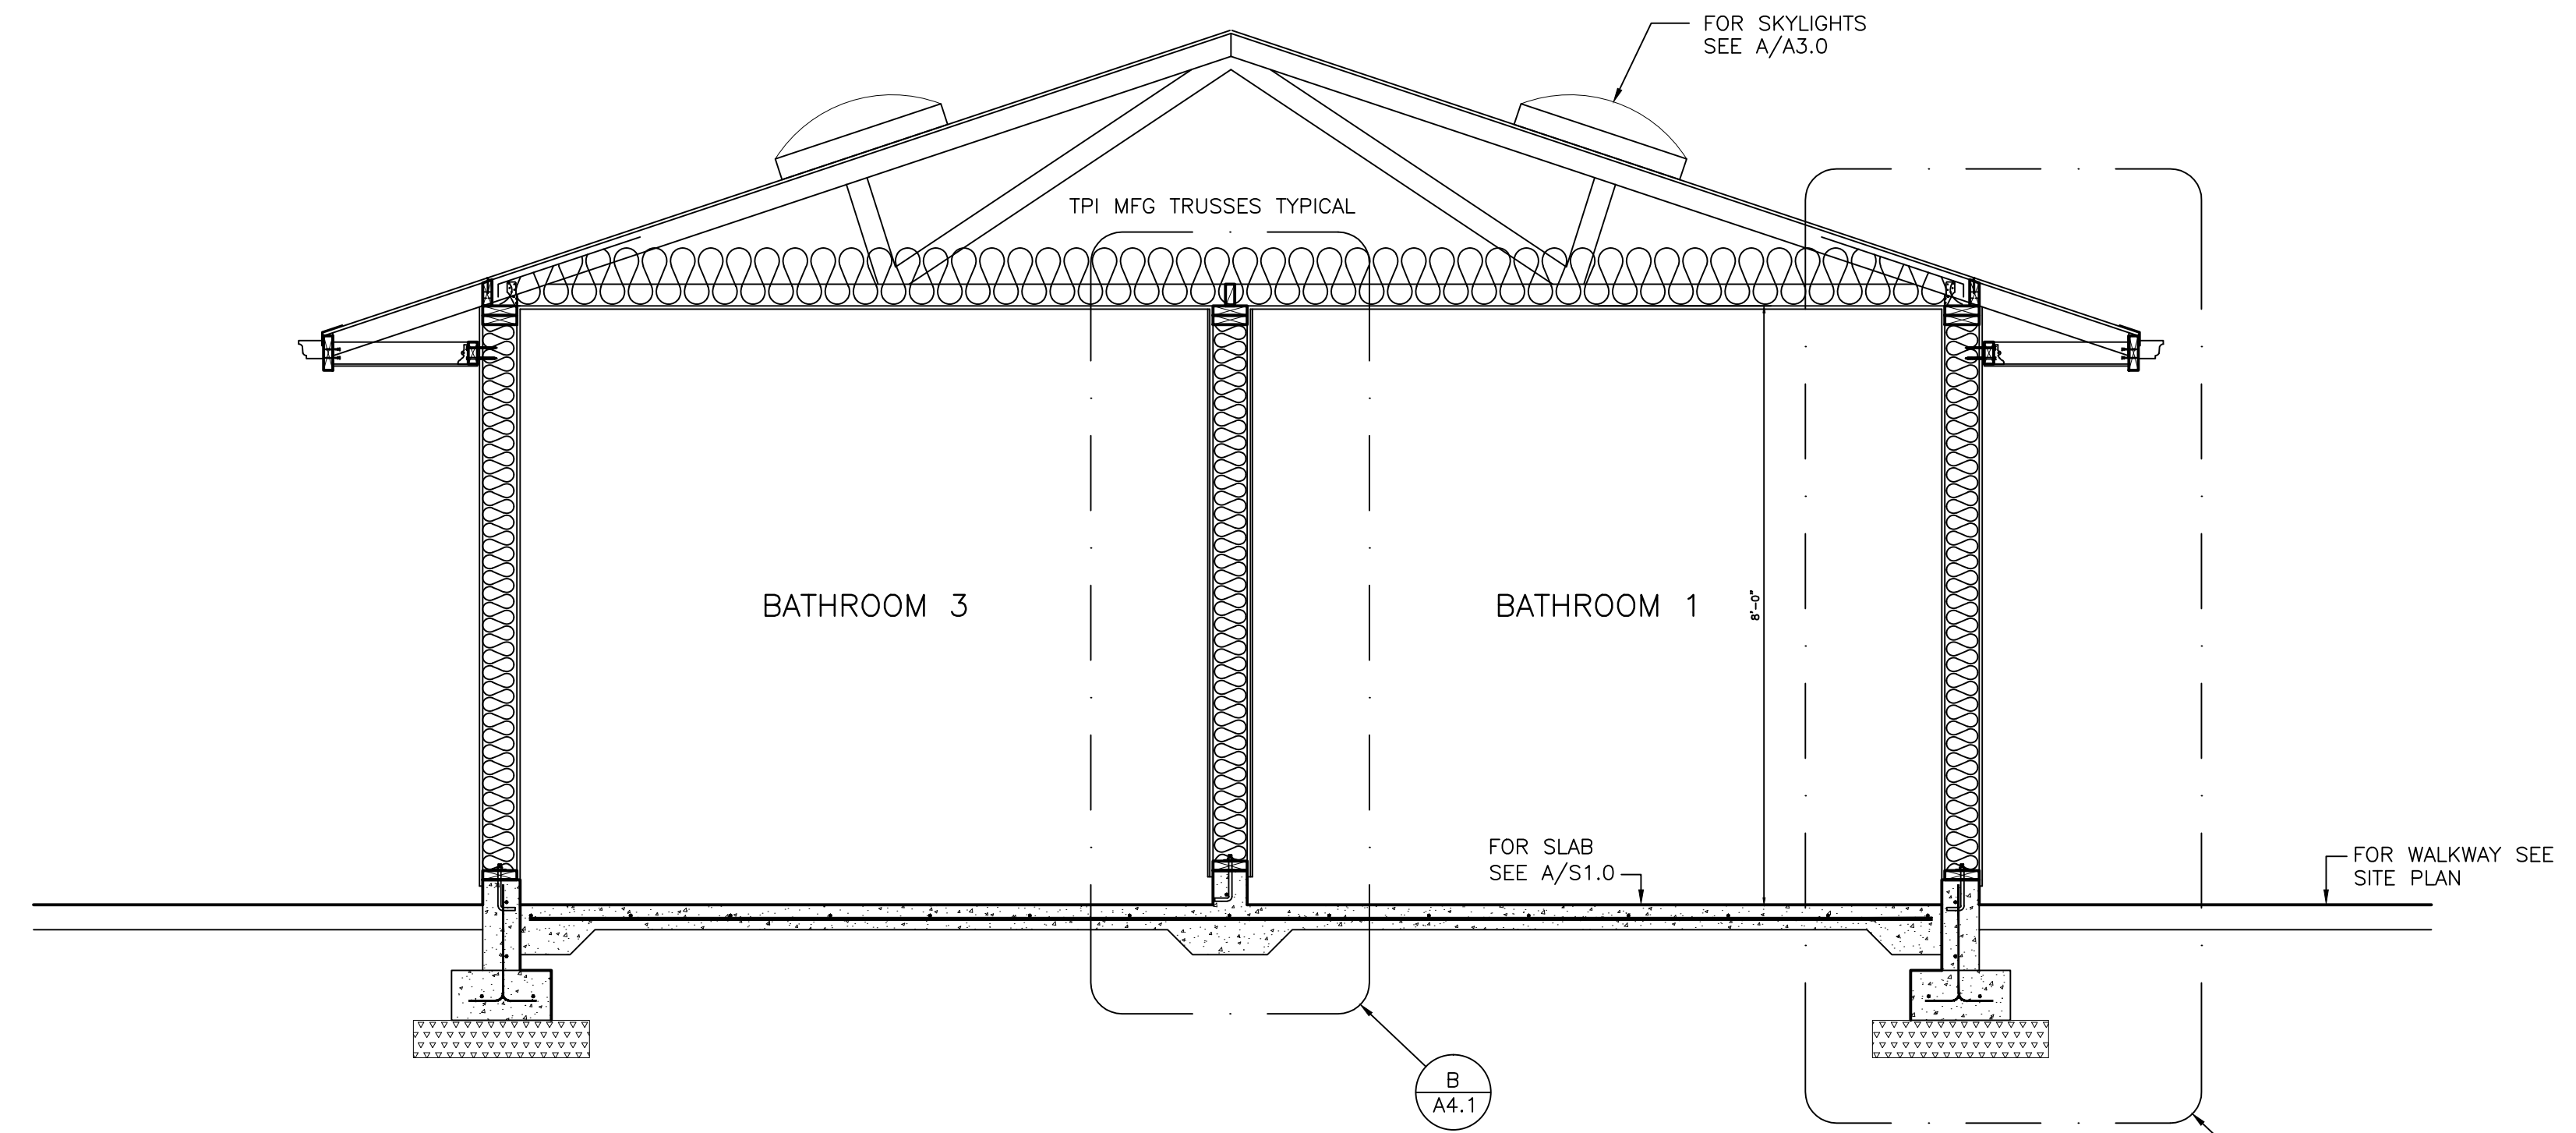 FOR SKYLIGHTS
SEE A/A3.0
TPI MFG TRUSSES TYPICAL
BATHROOM 3
BATHROOM 1
8'-0"
FOR SLAB
SEE A/S1.0
FOR WALKWAY SEE
SITE PLAN
B
A4.1